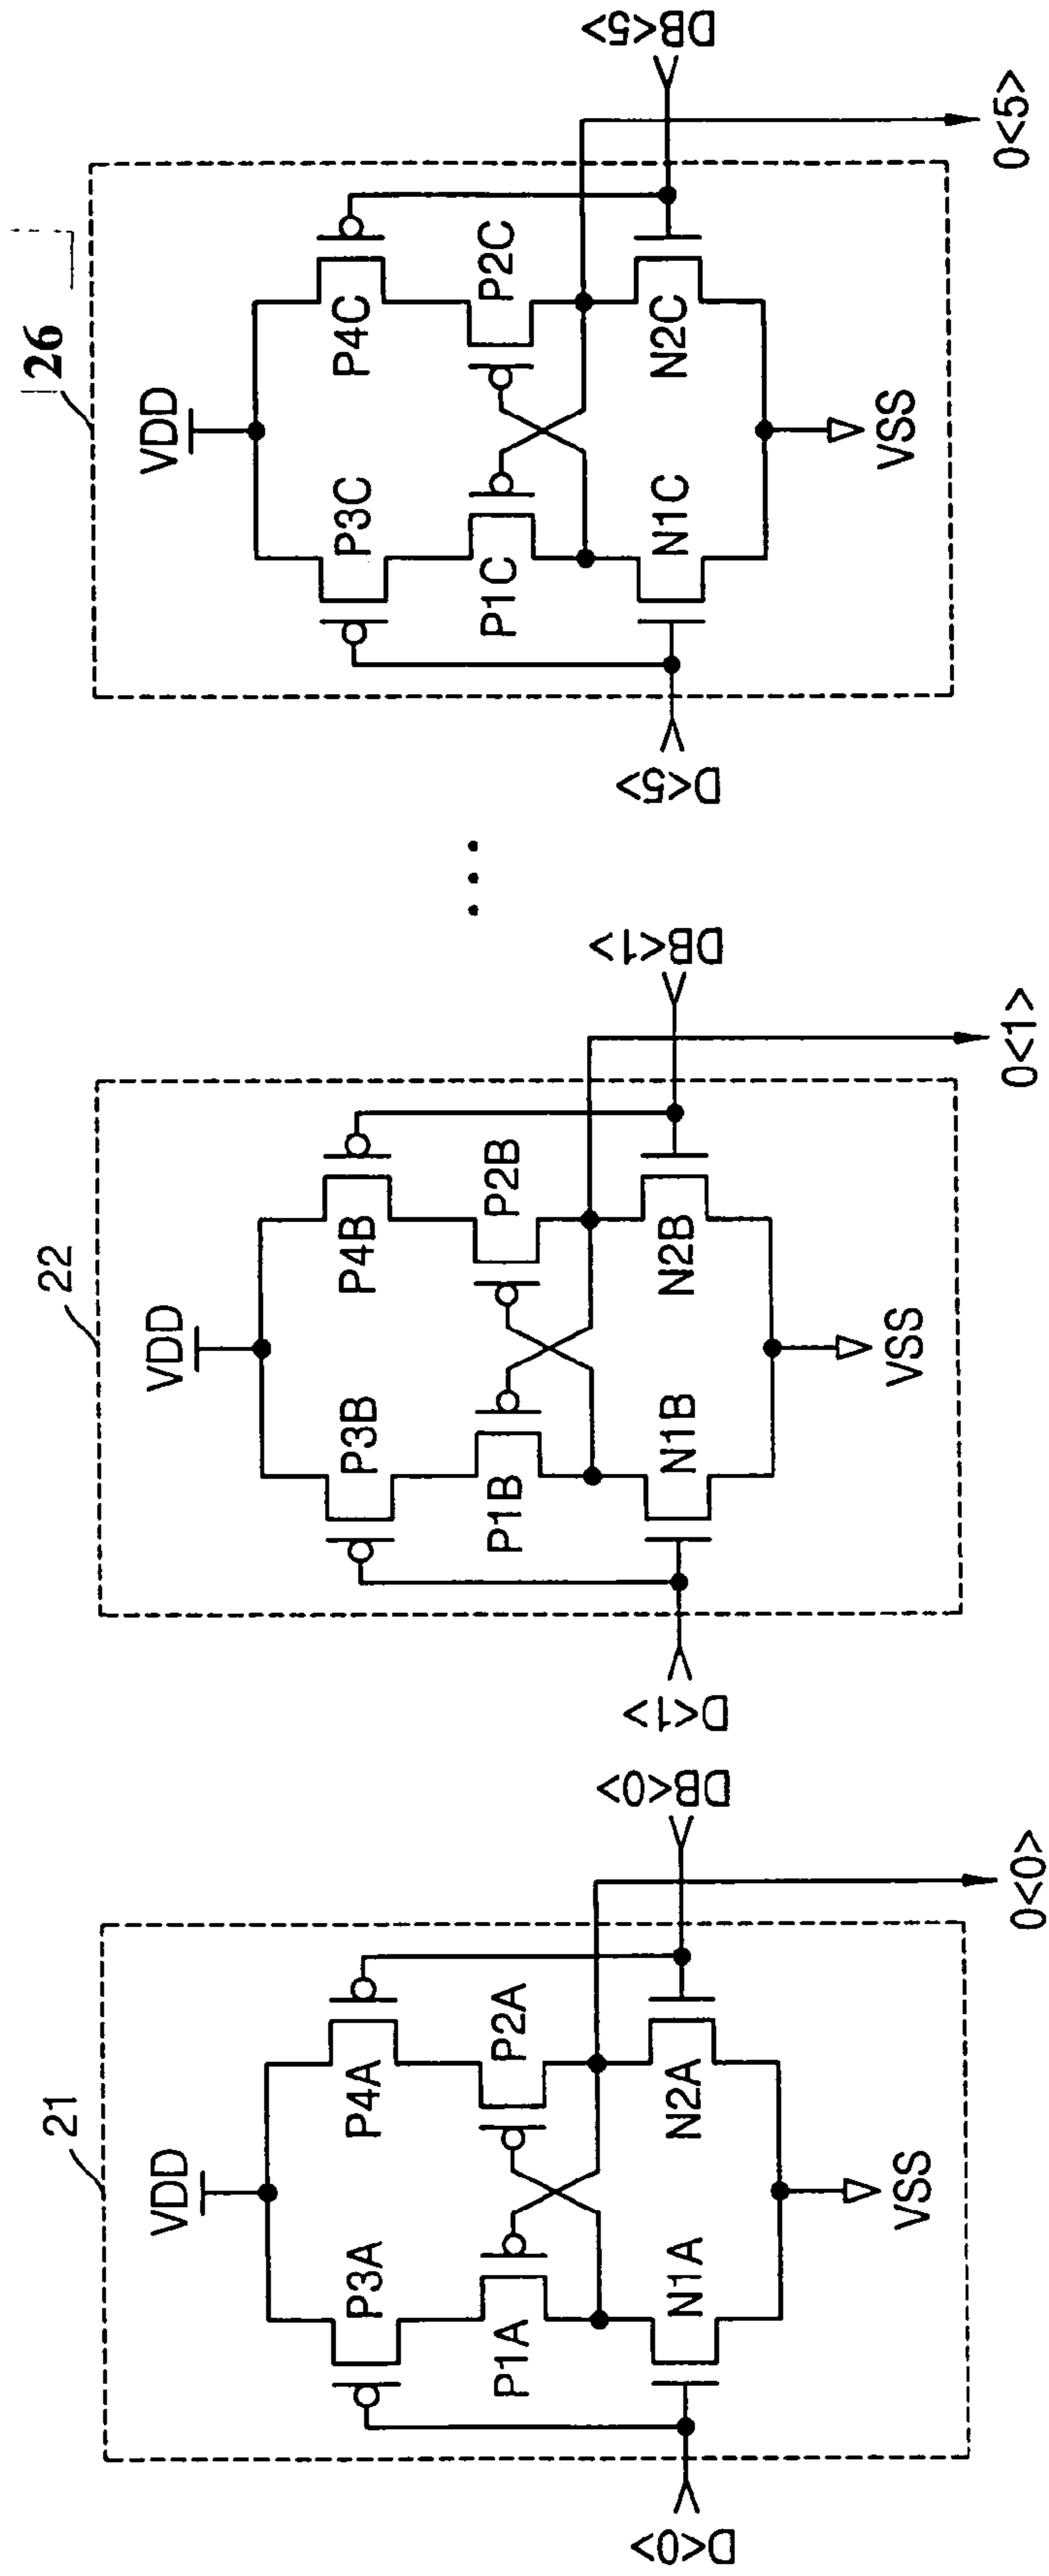 21
VDD
P3A
P4A
P1A
P2A
N1A
N2A
D<0>
DB<0>
VSS
0<0>
22
VDD
P3B
P4B
P1B
P2B
N1B
N2B
D<1>
DB<1>
VSS
0<1>
...
26
VDD
P3C
P4C
P1C
P2C
N1C
N2C
D<5>
DB<5>
VSS
0<5>